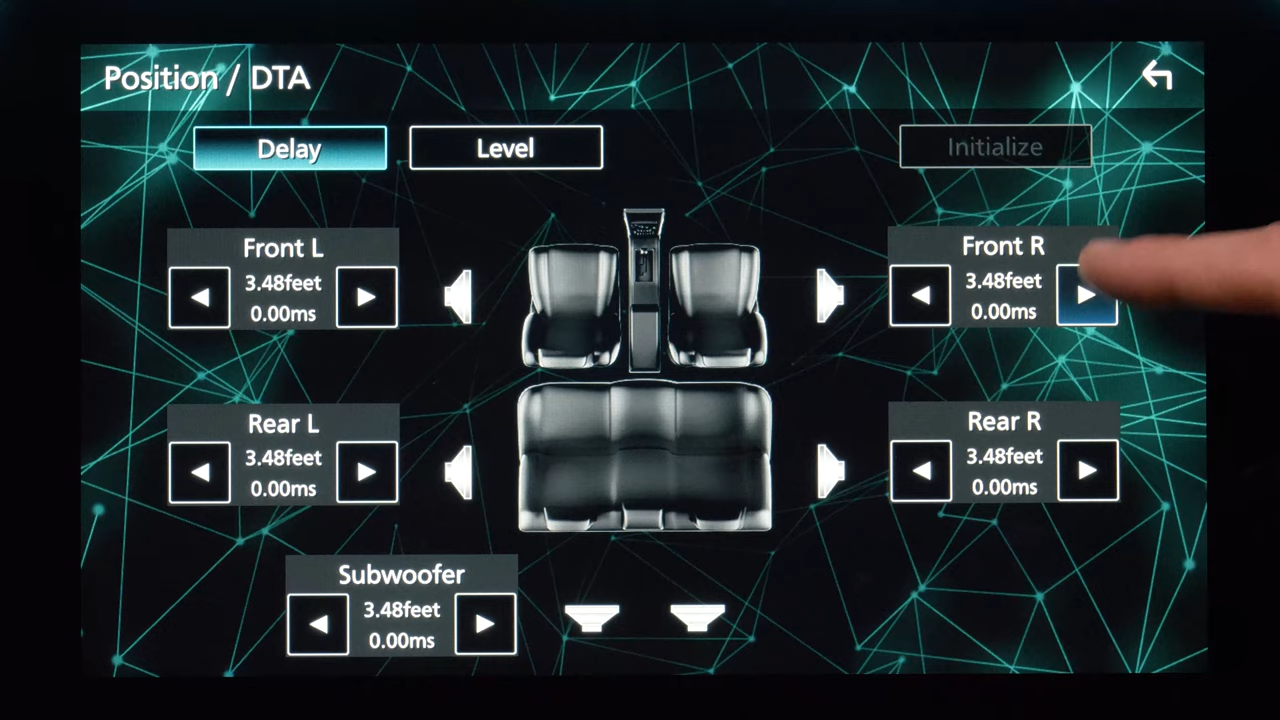 Position / DTA
Delay
Level
Initialize
Front L
3.48feet
0.00ms
Front R
3.48feet
0.00ms
Rear L
3.48feet
0.00ms
Rear R
3.48feet
0.00ms
Subwoofer
3.48feet
0.00ms